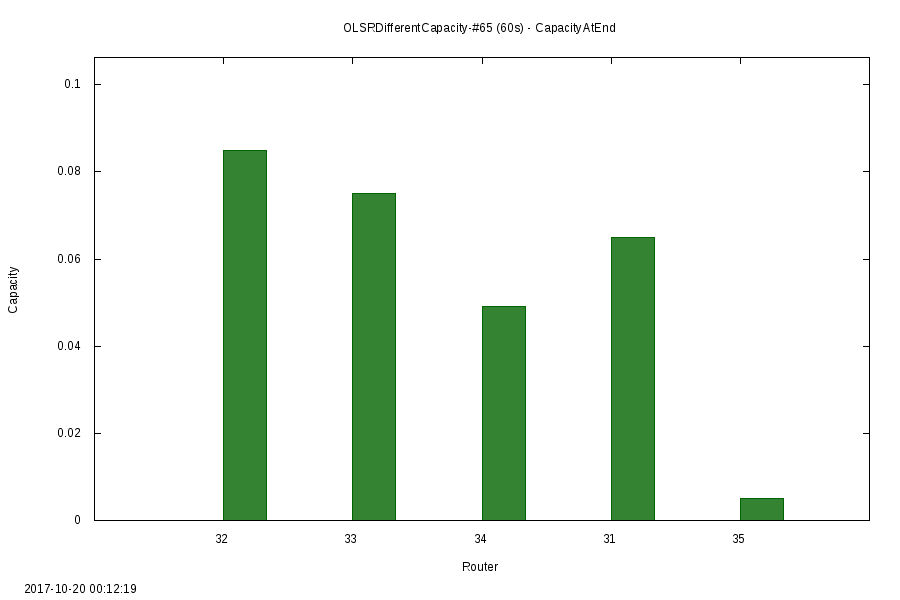 OLSRDifferentCapacity-#65 (60s) - CapacityAtEnd
0.1
0.08
0.06
0.04
0.02
0
Capacity
32 33 34 31 35
Router
2017-10-20 00:12:19